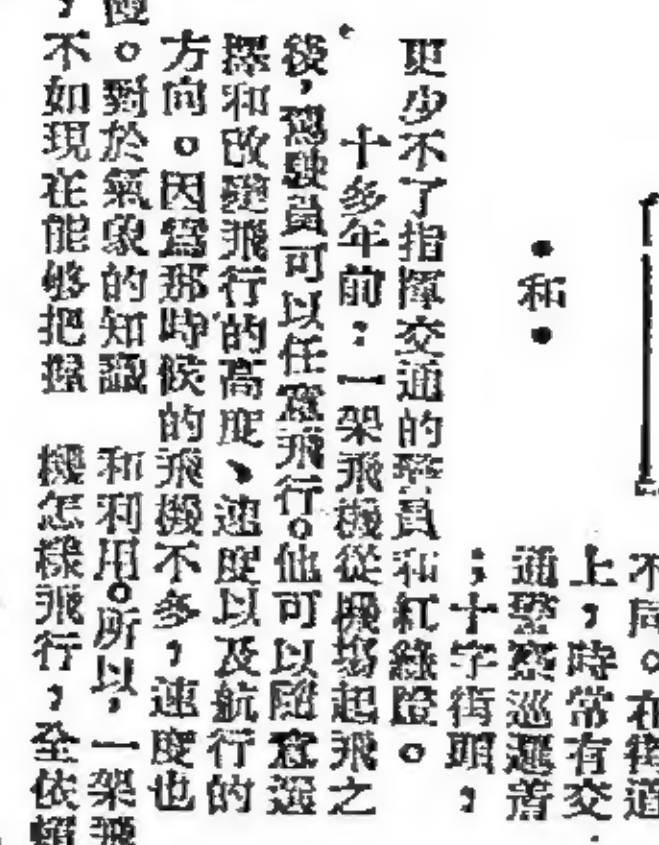 •和•
不同。在街道
上，時常有交
通警察巡邏着
；十字街頭，
更少不了指揮交通的警員和紅綠燈。
十多年前：一架飛機從機場起飛之
後，駕駛員可以任意飛行。他可以隨意選
擇和改變飛行的高度、速度以及航行的
方向。因爲那時候的飛機不多，速度也
慢。對於氣象的知識
，不如現在能够把握
和利用。所以，一架飛
機怎樣飛行，全依賴